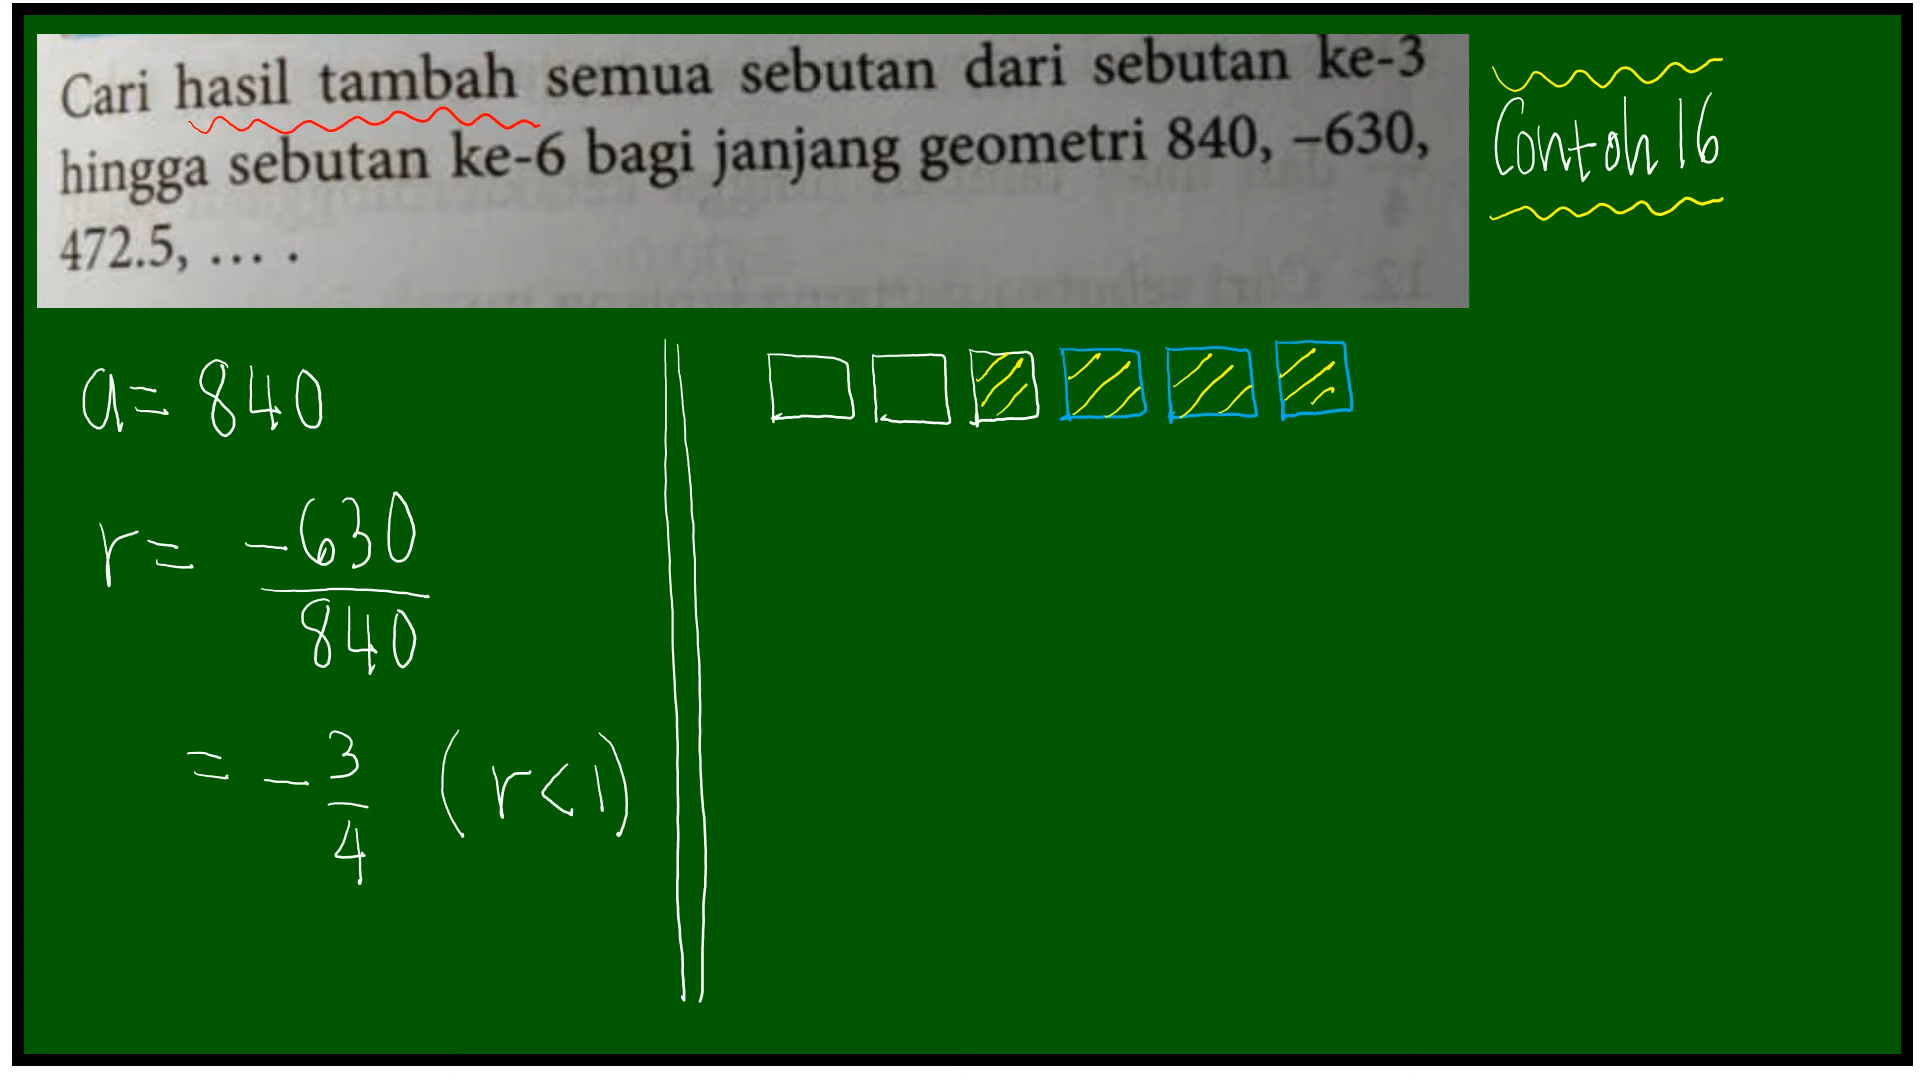 Cari hasil tambah semua sebutan dari sebutan ke-3
hingga sebutan ke-6 bagi janjang geometri 840, –630,
472.5, ... .
Contoh 16
a = 840
r = -630
840
= - 3
4
(r<1)